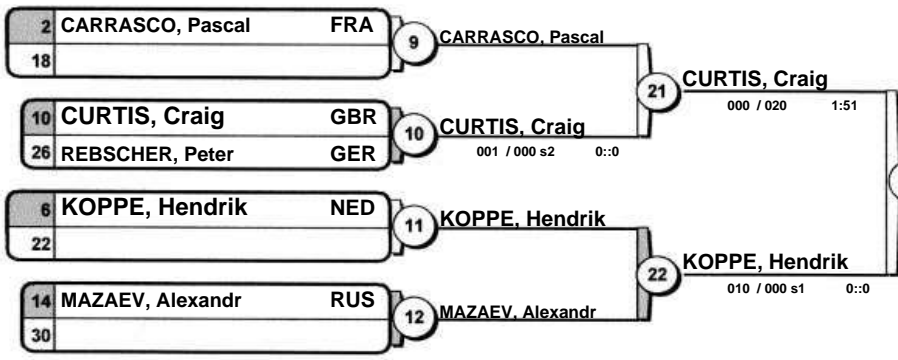 2 CARRASCO, Pascal FRA
18
9 CARRASCO, Pascal
10 CURTIS, Craig GBR
26 REBSCHER, Peter GER
10 CURTIS, Craig
001 / 000 s2 0::0
21 CURTIS, Craig
000 / 020 1:51
6 KOPPE, Hendrik NED
22
11 KOPPE, Hendrik
14 MAZAEV, Alexandr RUS
30
12 MAZAEV, Alexandr
22 KOPPE, Hendrik
010 / 000 s1 0::0